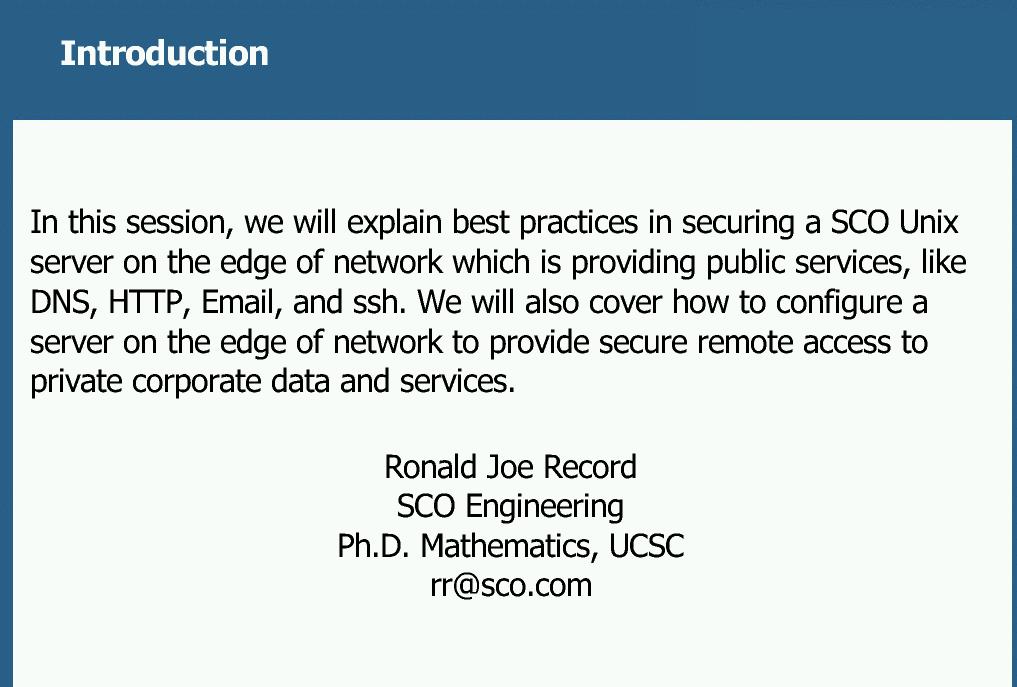 Introduction
In this session, we will explain best practices in securing a SCO Unix
server on the edge of network which is providing public services, like
DNS, HTTP, Email, and ssh. We will also cover how to configure a
server on the edge of network to provide secure remote access to
private corporate data and services.
Ronald Joe Record
SCO Engineering
Ph.D. Mathematics, UCSC
rr@sco.com